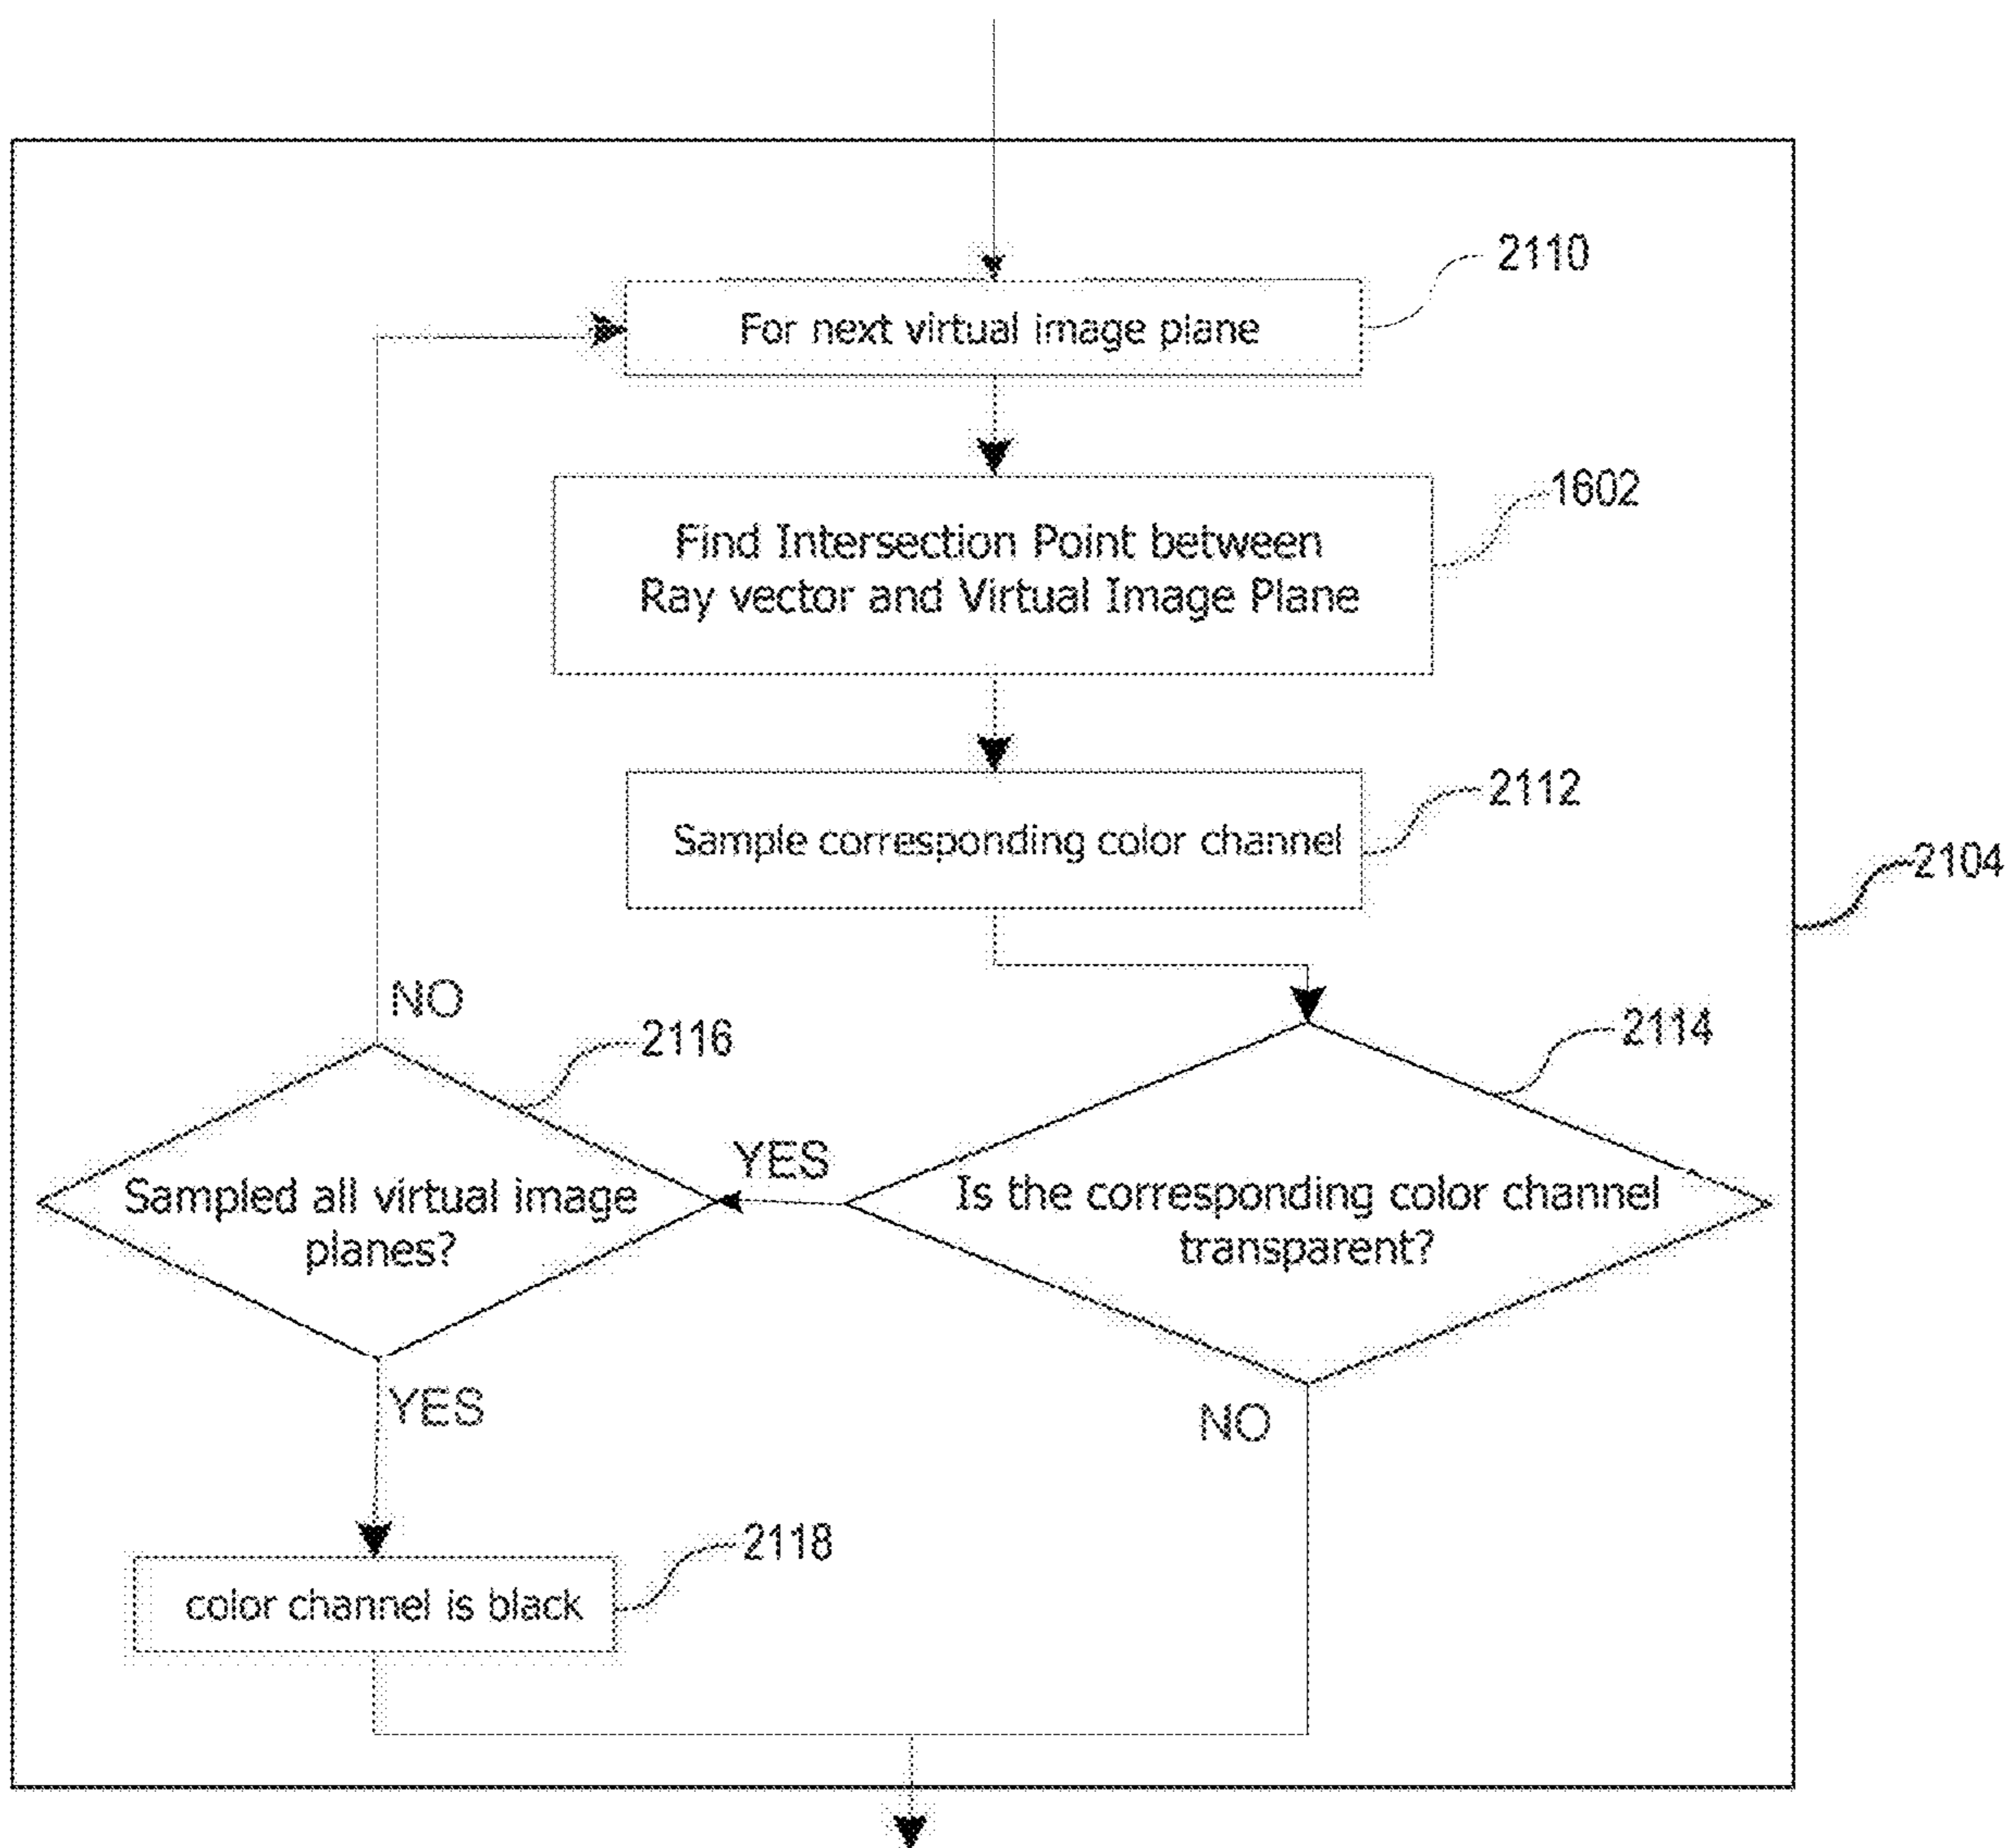 2110
For next virtual image plane
1602
Find Intersection Point between
Ray vector and Virtual Image Plane
2112
Sample corresponding color channel
2104
NO
2116
2114
YES
Sampled all virtual image
planes?
Is the corresponding color channel
transparent?
YES
NO
2118
color channel is black